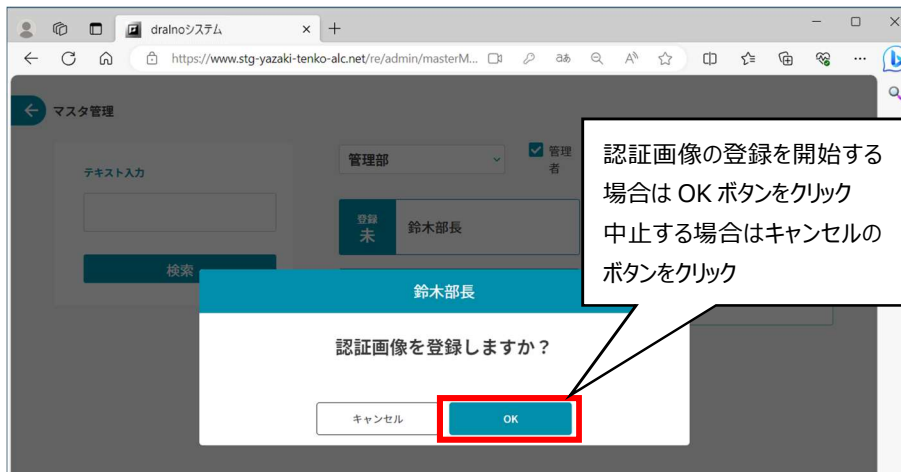 dralnoシステム
https://www.stg-yazaki-tenko-alc.net/re/admin/masterM...
マスタ管理
テキスト入力
検索
管理部
管理
者
登録
未
鈴木部長
認証画像の登録を開始する
場合は OK ボタンをクリック
中止する場合はキャンセルの
ボタンをクリック
鈴木部長
認証画像を登録しますか？
キャンセル
OK